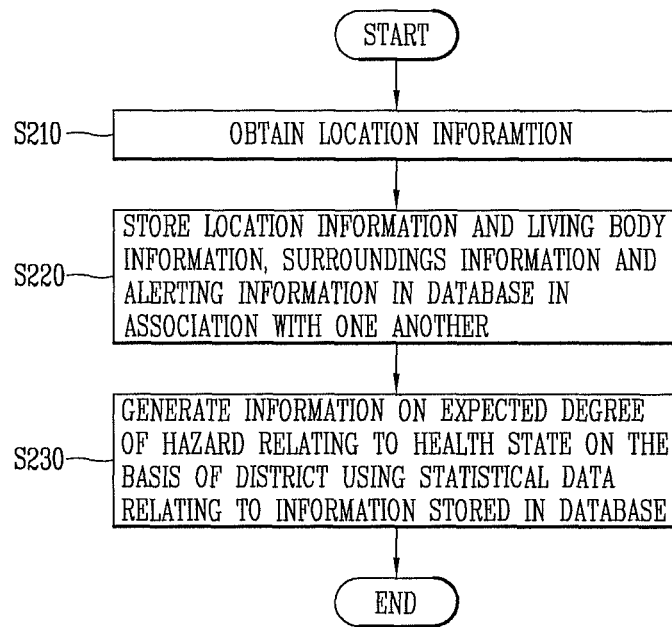 START
S210
OBTAIN LOCATION INFORAMTION
S220
STORE LOCATION INFORMATION AND LIVING BODY
INFORMATION, SURROUNDINGS INFORMATION AND
ALERTING INFORMATION IN DATABASE IN
ASSOCIATION WITH ONE ANOTHER
S230
GENERATE INFORMATION ON EXPECTED DEGREE
OF HAZARD RELATING TO HEALTH STATE ON THE
BASIS OF DISTRICT USING STATISTICAL DATA
RELATING TO INFORMATION STORED IN DATABASE
END